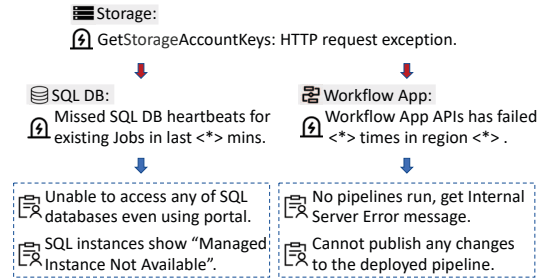 Storage:
GetStorageAccountKeys: HTTP request exception.
SQL DB:
Missed SQL DB heartbeats for
existing Jobs in last <*> mins.
Workflow App:
Workflow App APIs has failed
<*> times in region <*> .
Unable to access any of SQL
databases even using portal.
SQL instances show “Managed
Instance Not Available”.
No pipelines run, get Internal
Server Error message.
Cannot publish any changes
to the deployed pipeline.